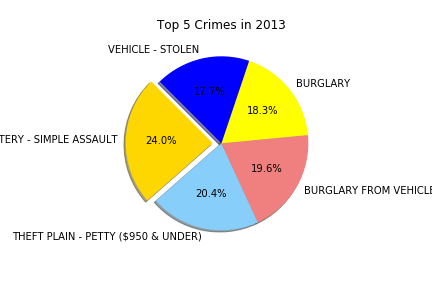 Top 5 Crimes in 2013
VEHICLE - STOLEN
17.7%
BURGLARY
18.3%
TERY - SIMPLE ASSAULT
24.0%
19.6%
BURGLARY FROM VEHICLE
20.4%
THEFT PLAIN - PETTY ($950 & UNDER)